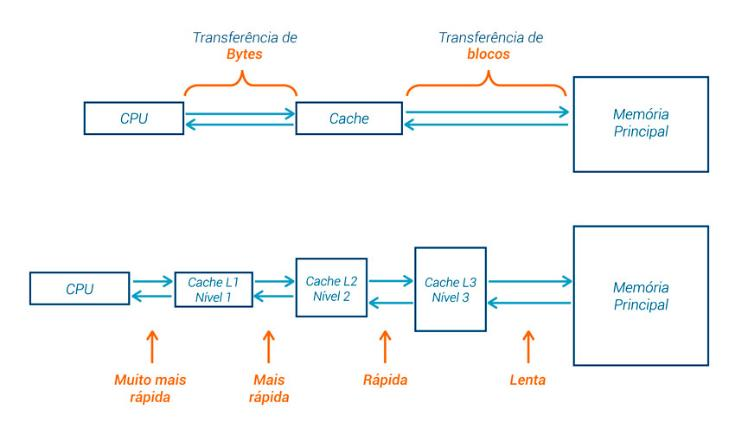 Transferência de
Bytes
Transferência de
blocos
CPU
Cache
Memória
Principal
CPU
Cache L1
Nível 1
Cache L2
Nível 2
Cache L3
Nível 3
Memória
Principal
Muito mais
rápida
Mais
rápida
Rápida
Lenta